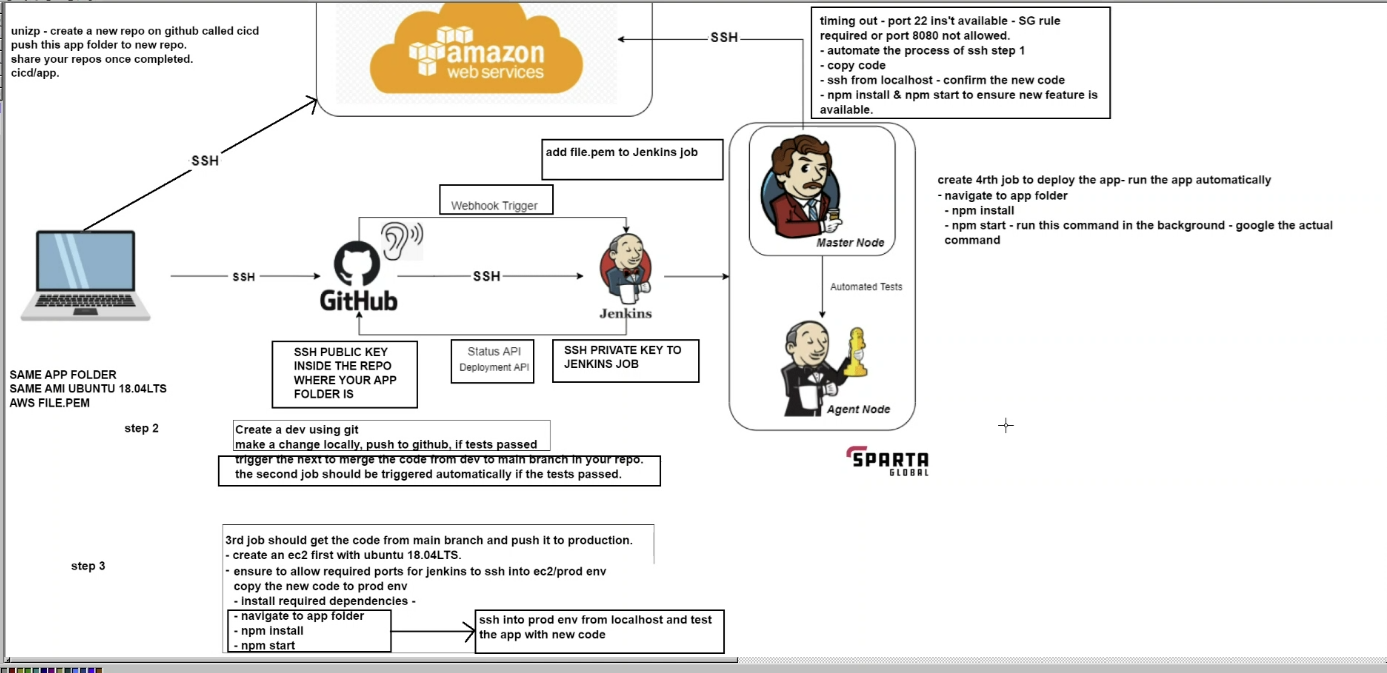 unizp - create a new repo on github called cicd
push this app folder to new repo.
share your repos once completed.
cicd/app.
amazon
web services
SSH
timing out - port 22 ins't available - SG rule
required or port 8080 not allowed.
- automate the process of ssh step 1
- copy code
- ssh from localhost - confirm the new code
- npm install & npm start to ensure new feature is
available.
SSH
add file.pem to Jenkins job
Webhook Trigger
Master Node
create 4rth job to deploy the app- run the app automatically
- navigate to app folder
- npm install
- npm start - run this command in the background - google the actual
command
SSH
GitHub
SSH
Jenkins
Automated Tests
Agent Node
SSH PUBLIC KEY
INSIDE THE REPO
WHERE YOUR APP
FOLDER IS
Status API
Deployment API
SSH PRIVATE KEY TO
JENKINS JOB
SAME APP FOLDER
SAME AMI UBUNTU 18.04LTS
AWS FILE.PEM
step 2
Create a dev using git
make a change locally, push to github, if tests passed
trigger the next to merge the code from dev to main branch in your repo.
the second job should be triggered automatically if the tests passed.
SPARTA
GLOBAL
step 3
3rd job should get the code from main branch and push it to production.
- create an ec2 first with ubuntu 18.04LTS.
- ensure to allow required ports for jenkins to ssh into ec2/prod env
copy the new code to prod env
- install required dependencies -
- navigate to app folder
- npm install
- npm start
ssh into prod env from localhost and test
the app with new code